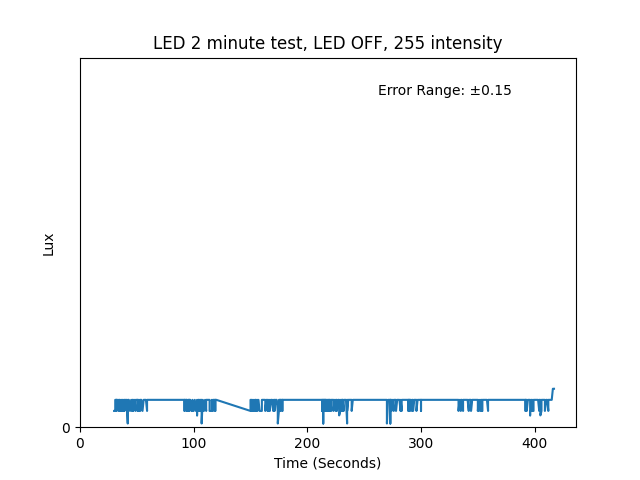 LED 2 minute test, LED OFF, 255 intensity
Error Range: ±0.15
Lux
0
0 100 200 300 400
Time (Seconds)